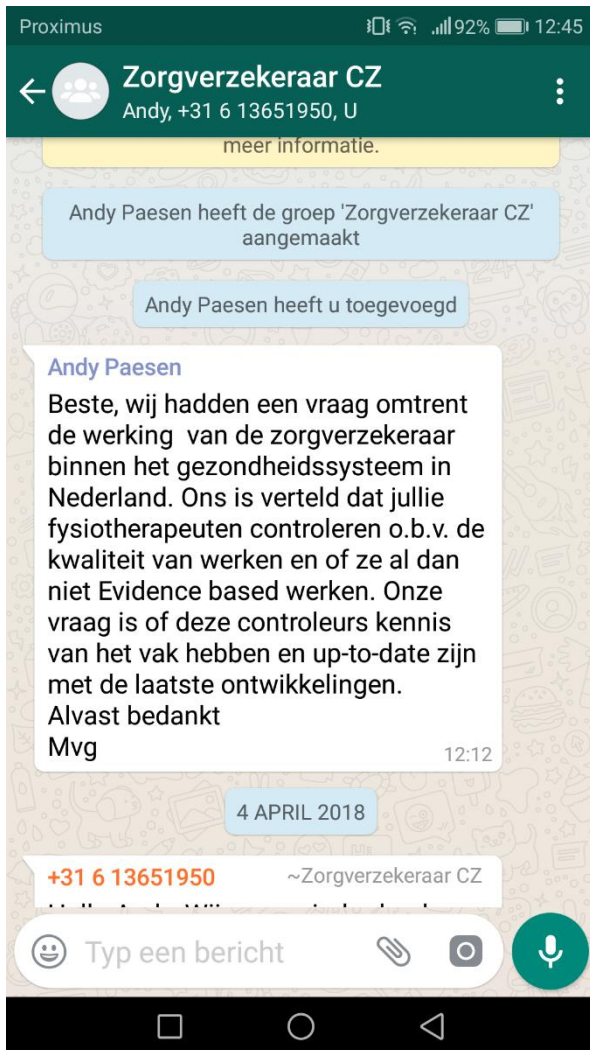 Proximus 92% 12:45
Zorgverzekeraar CZ
Andy, +31 6 13651950, U
meer informatie.
Andy Paesen heeft de groep 'Zorgverzekeraar CZ'
aangemaakt
Andy Paesen heeft u toegevoegd
Andy Paesen
Beste, wij hadden een vraag omtrent
de werking  van de zorgverzekeraar
binnen het gezondheidssysteem in
Nederland. Ons is verteld dat jullie
fysiotherapeuten controleren o.b.v. de
kwaliteit van werken en of ze al dan
niet Evidence based werken. Onze
vraag is of deze controleurs kennis
van het vak hebben en up-to-date zijn
met de laatste ontwikkelingen.
Alvast bedankt
Mvg 12:12
4 APRIL 2018
+31 6 13651950 ~Zorgverzekeraar CZ
Typ een bericht